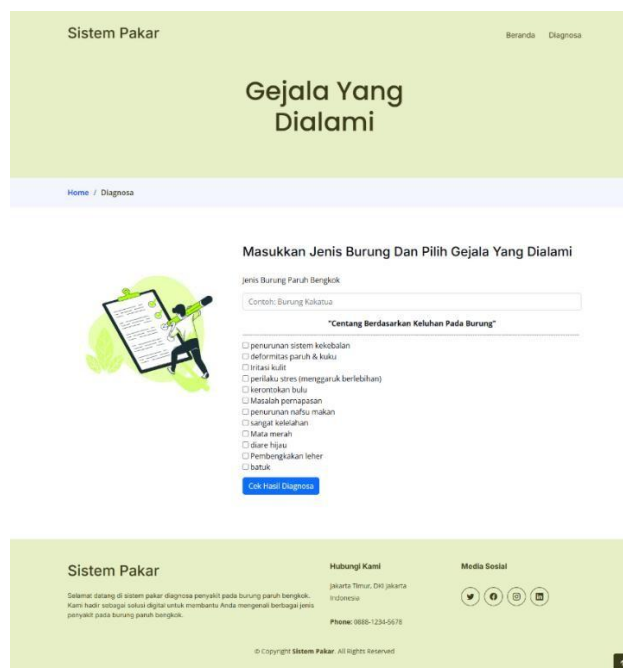 Sistem Pakar
Beranda Diagnosa
Gejala Yang
Dialami
Home / Diagnosa
Masukkan Jenis Burung Dan Pilih Gejala Yang Dialami
Jenis Burung Paruh Bengkok
Contoh: Burung Kakatua
"Centang Berdasarkan Keluhan Pada Burung"
penurunan sistem kekebalan
deformitas paruh & kuku
Iritasi kulit
perilaku stres (menggaruk berlebihan)
kerontokan bulu
Masalah pernapasan
penurunan nafsu makan
sangat kelelahan
Mata merah
diare hijau
Pembengkakan leher
batuk
Cek Hasil Diagnosa
Sistem Pakar
Selamat datang di sistem pakar diagnosa penyakit pada burung paruh bengkok.
Kami hadir sebagai solusi digital untuk membantu Anda mengenali berbagai jenis
penyakit pada burung paruh bengkok.
Hubungi Kami
Jakarta Timur, DKI Jakarta
Indonesia
Phone: 0888-1234-5678
Media Sosial
© Copyright Sistem Pakar. All Rights Reserved